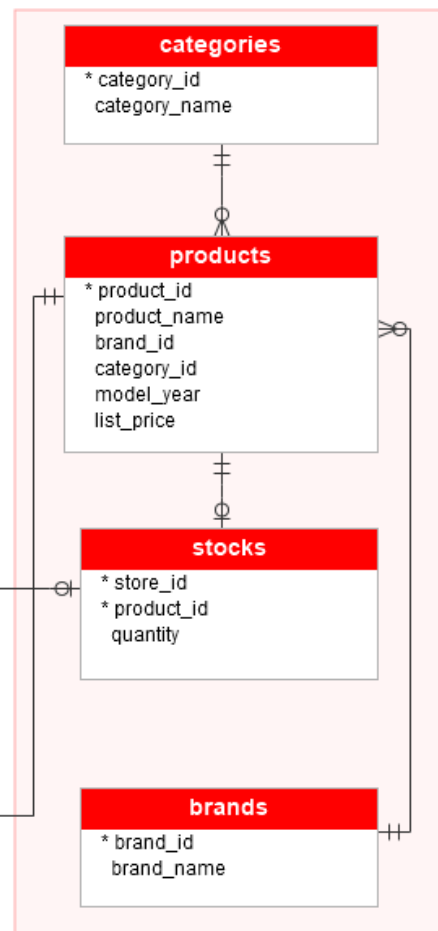 categories
* category_id
category_name
products
* product_id
product_name
brand_id
category_id
model_year
list_price
stocks
* store_id
* product_id
quantity
brands
* brand_id
brand_name